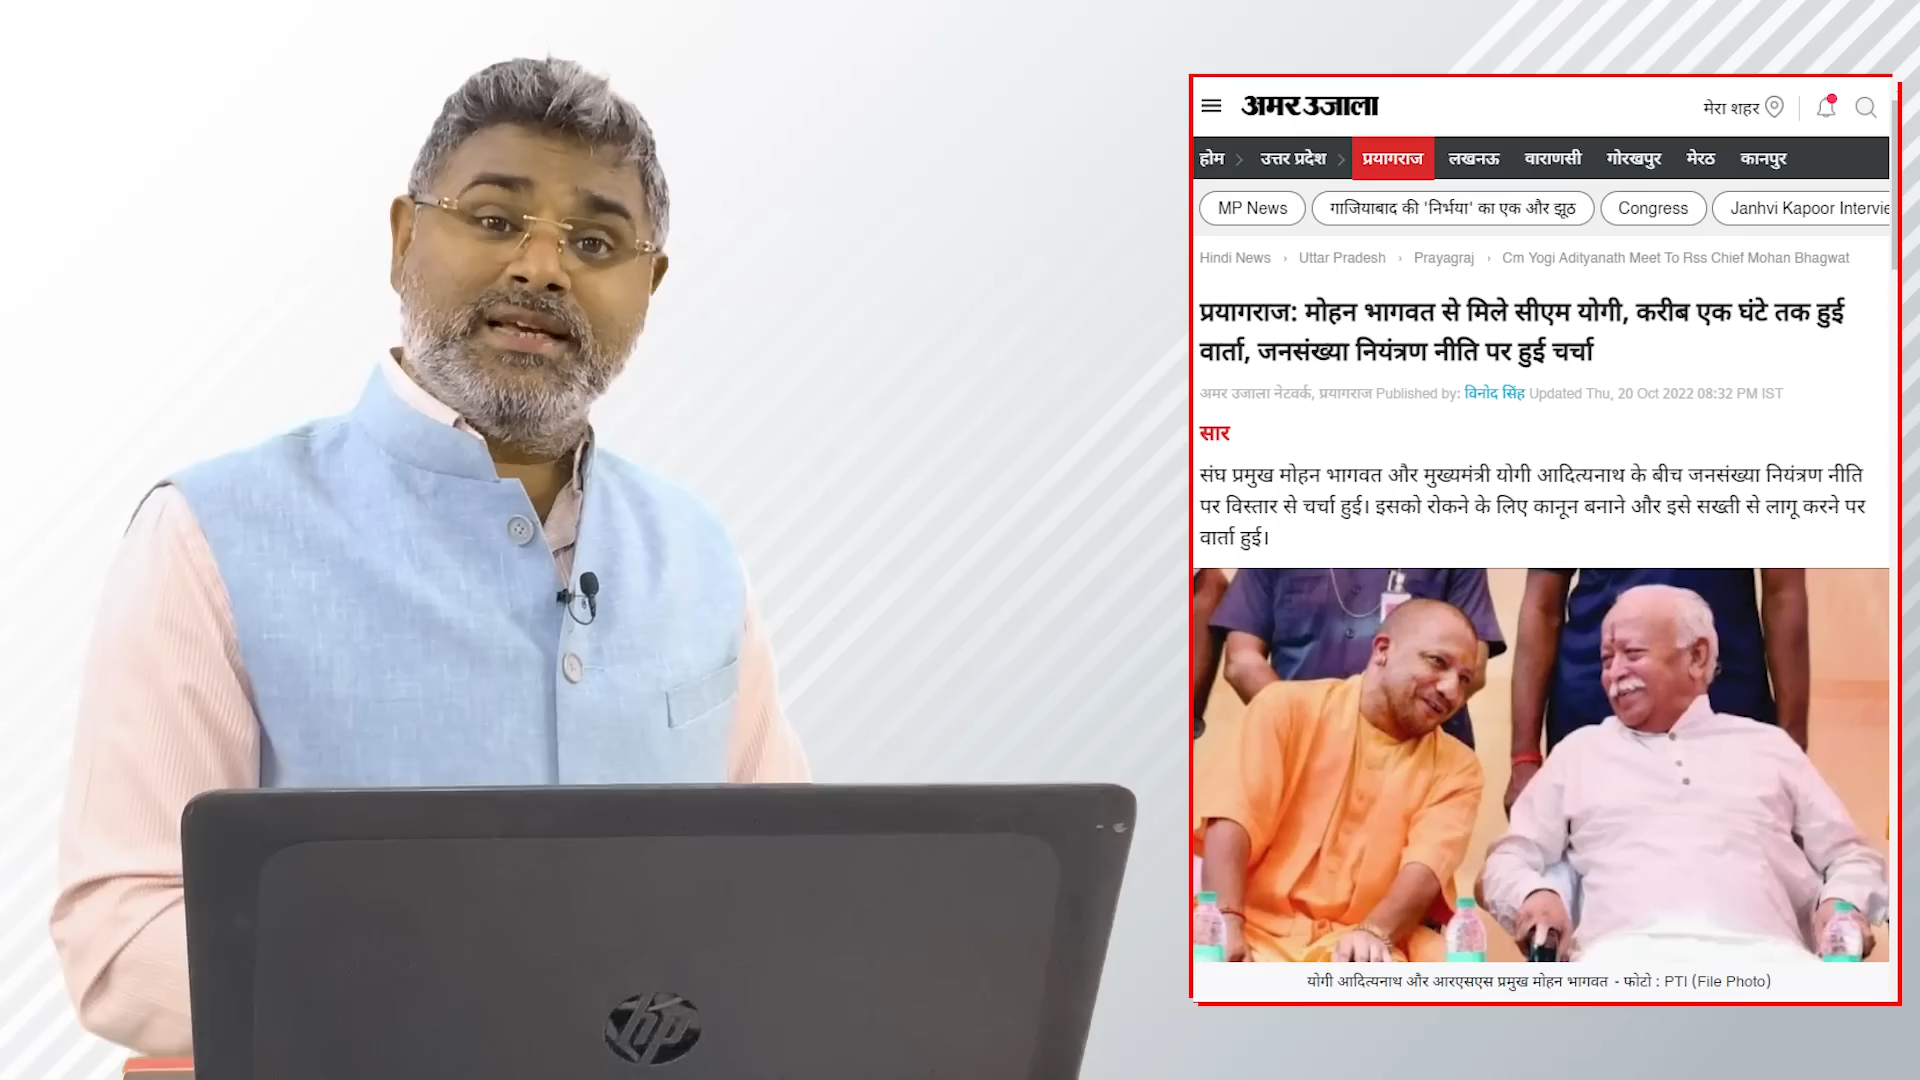 अमर उजाला
मेरा शहर
होम उत्तर प्रदेश प्रयागराज लखनऊ वाराणसी गोरखपुर मेरठ कानपुर
MP News गाजियाबाद की 'निर्भया' का एक और झूठ Congress Janhvi Kapoor Intervie
Hindi News › Uttar Pradesh › Prayagraj › Cm Yogi Adityanath Meet To Rss Chief Mohan Bhagwat
प्रयागराज: मोहन भागवत से मिले सीएम योगी, करीब एक घंटे तक हुई
वार्ता, जनसंख्या नियंत्रण नीति पर हुई चर्चा
अमर उजाला नेटवर्क, प्रयागराज Published by: विनोद सिंह Updated Thu, 20 Oct 2022 08:32 PM IST
सार
संघ प्रमुख मोहन भागवत और मुख्यमंत्री योगी आदित्यनाथ के बीच जनसंख्या नियंत्रण नीति
पर विस्तार से चर्चा हुई। इसको रोकने के लिए कानून बनाने और इसे सख्ती से लागू करने पर
वार्ता हुई।
योगी आदित्यनाथ और आरएसएस प्रमुख मोहन भागवत - फोटो : PTI (File Photo)
hp